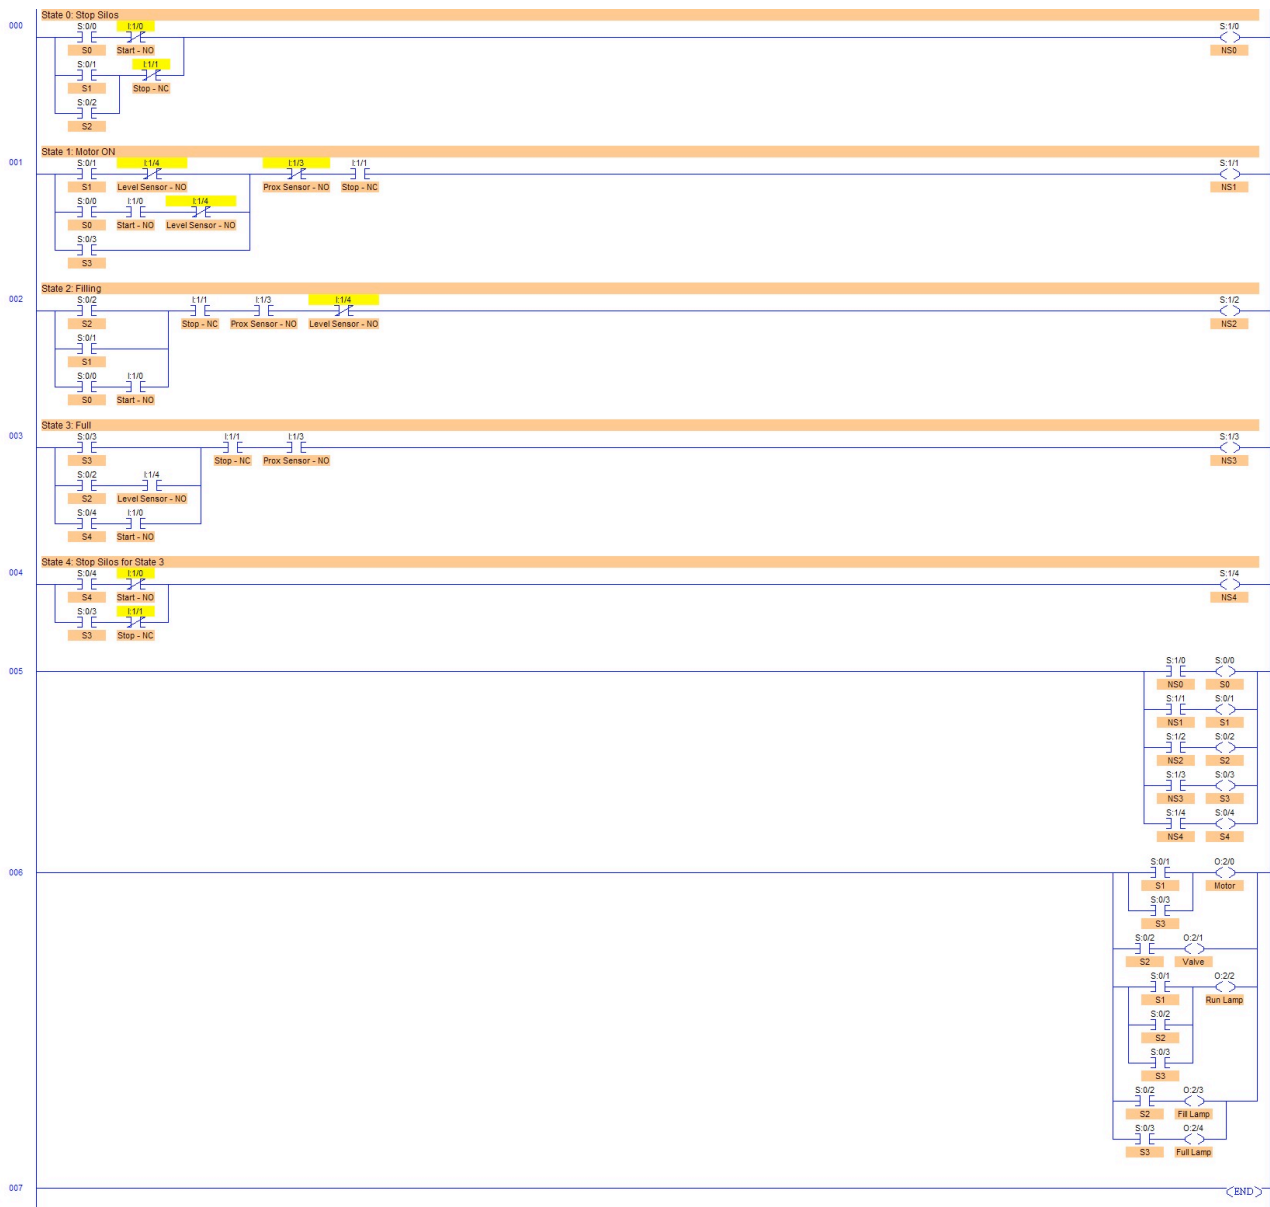 State 0: Stop Silos
000 S:0/0 I:1/0 S:1/0
S0 Start - NO NS0
S:0/1 I:1/1
S1 Stop - NC
S:0/2
S2
State 1: Motor ON
001 S:0/1 I:1/4 I:1/3 I:1/1 S:1/1
S1 Level Sensor - NO Prox Sensor - NO Stop - NC NS1
S:0/0 I:1/0 I:1/4
S0 Start - NO Level Sensor - NO
S:0/3
S3
State 2: Filling
002 S:0/2 I:1/1 I:1/3 I:1/4 S:1/2
S2 Stop - NC Prox Sensor - NO Level Sensor - NO NS2
S:0/1
S1
S:0/0 I:1/0
S0 Start - NO
State 3: Full
003 S:0/3 I:1/1 I:1/3 S:1/3
S3 Stop - NC Prox Sensor - NO NS3
S:0/2 I:1/4
S2 Level Sensor - NO
S:0/4 I:1/0
S4 Start - NO
State 4: Stop Silos for State 3
004 S:0/4 I:1/0 S:1/4
S4 Start - NO NS4
S:0/3 I:1/1
S3 Stop - NC
005 S:1/0 S:0/0
NS0 S0
S:1/1 S:0/1
NS1 S1
S:1/2 S:0/2
NS2 S2
S:1/3 S:0/3
NS3 S3
S:1/4 S:0/4
NS4 S4
006 S:0/1 O:2/0
S1 Motor
S:0/3
S3
S:0/2 O:2/1
S2 Valve
S:0/1 O:2/2
S1 Run Lamp
S:0/2
S2
S:0/3
S3
S:0/2 O:2/3
S2 Fill Lamp
S:0/3 O:2/4
S3 Full Lamp
007 END